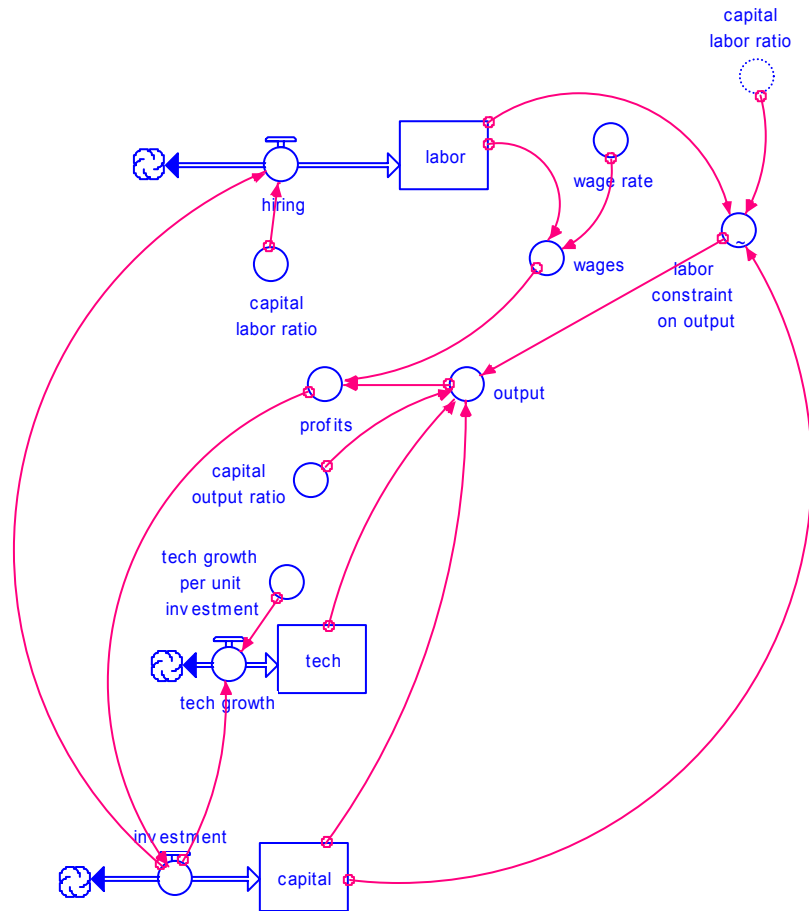 capital
labor ratio
labor
wage rate
hiring
wages
labor
constraint
on output
~
capital
labor ratio
output
profits
capital
output ratio
tech growth
per unit
investment
tech
tech growth
investment
capital